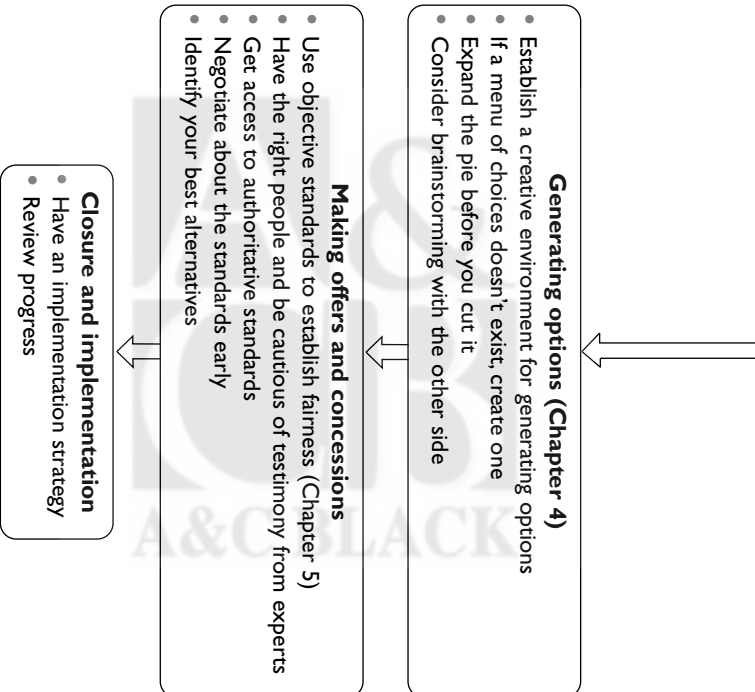 Generating options (Chapter 4)
• Establish a creative environment for generating options
• If a menu of choices doesn't exist, create one
• Expand the pie before you cut it
• Consider brainstorming with the other side
Making offers and concessions
• Use objective standards to establish fairness (Chapter 5)
• Have the right people and be cautious of testimony from experts
• Get access to authoritative standards
• Negotiate about the standards early
• Identify your best alternatives
Closure and implementation
• Have an implementation strategy
• Review progress
A&CB
A&C BLACK